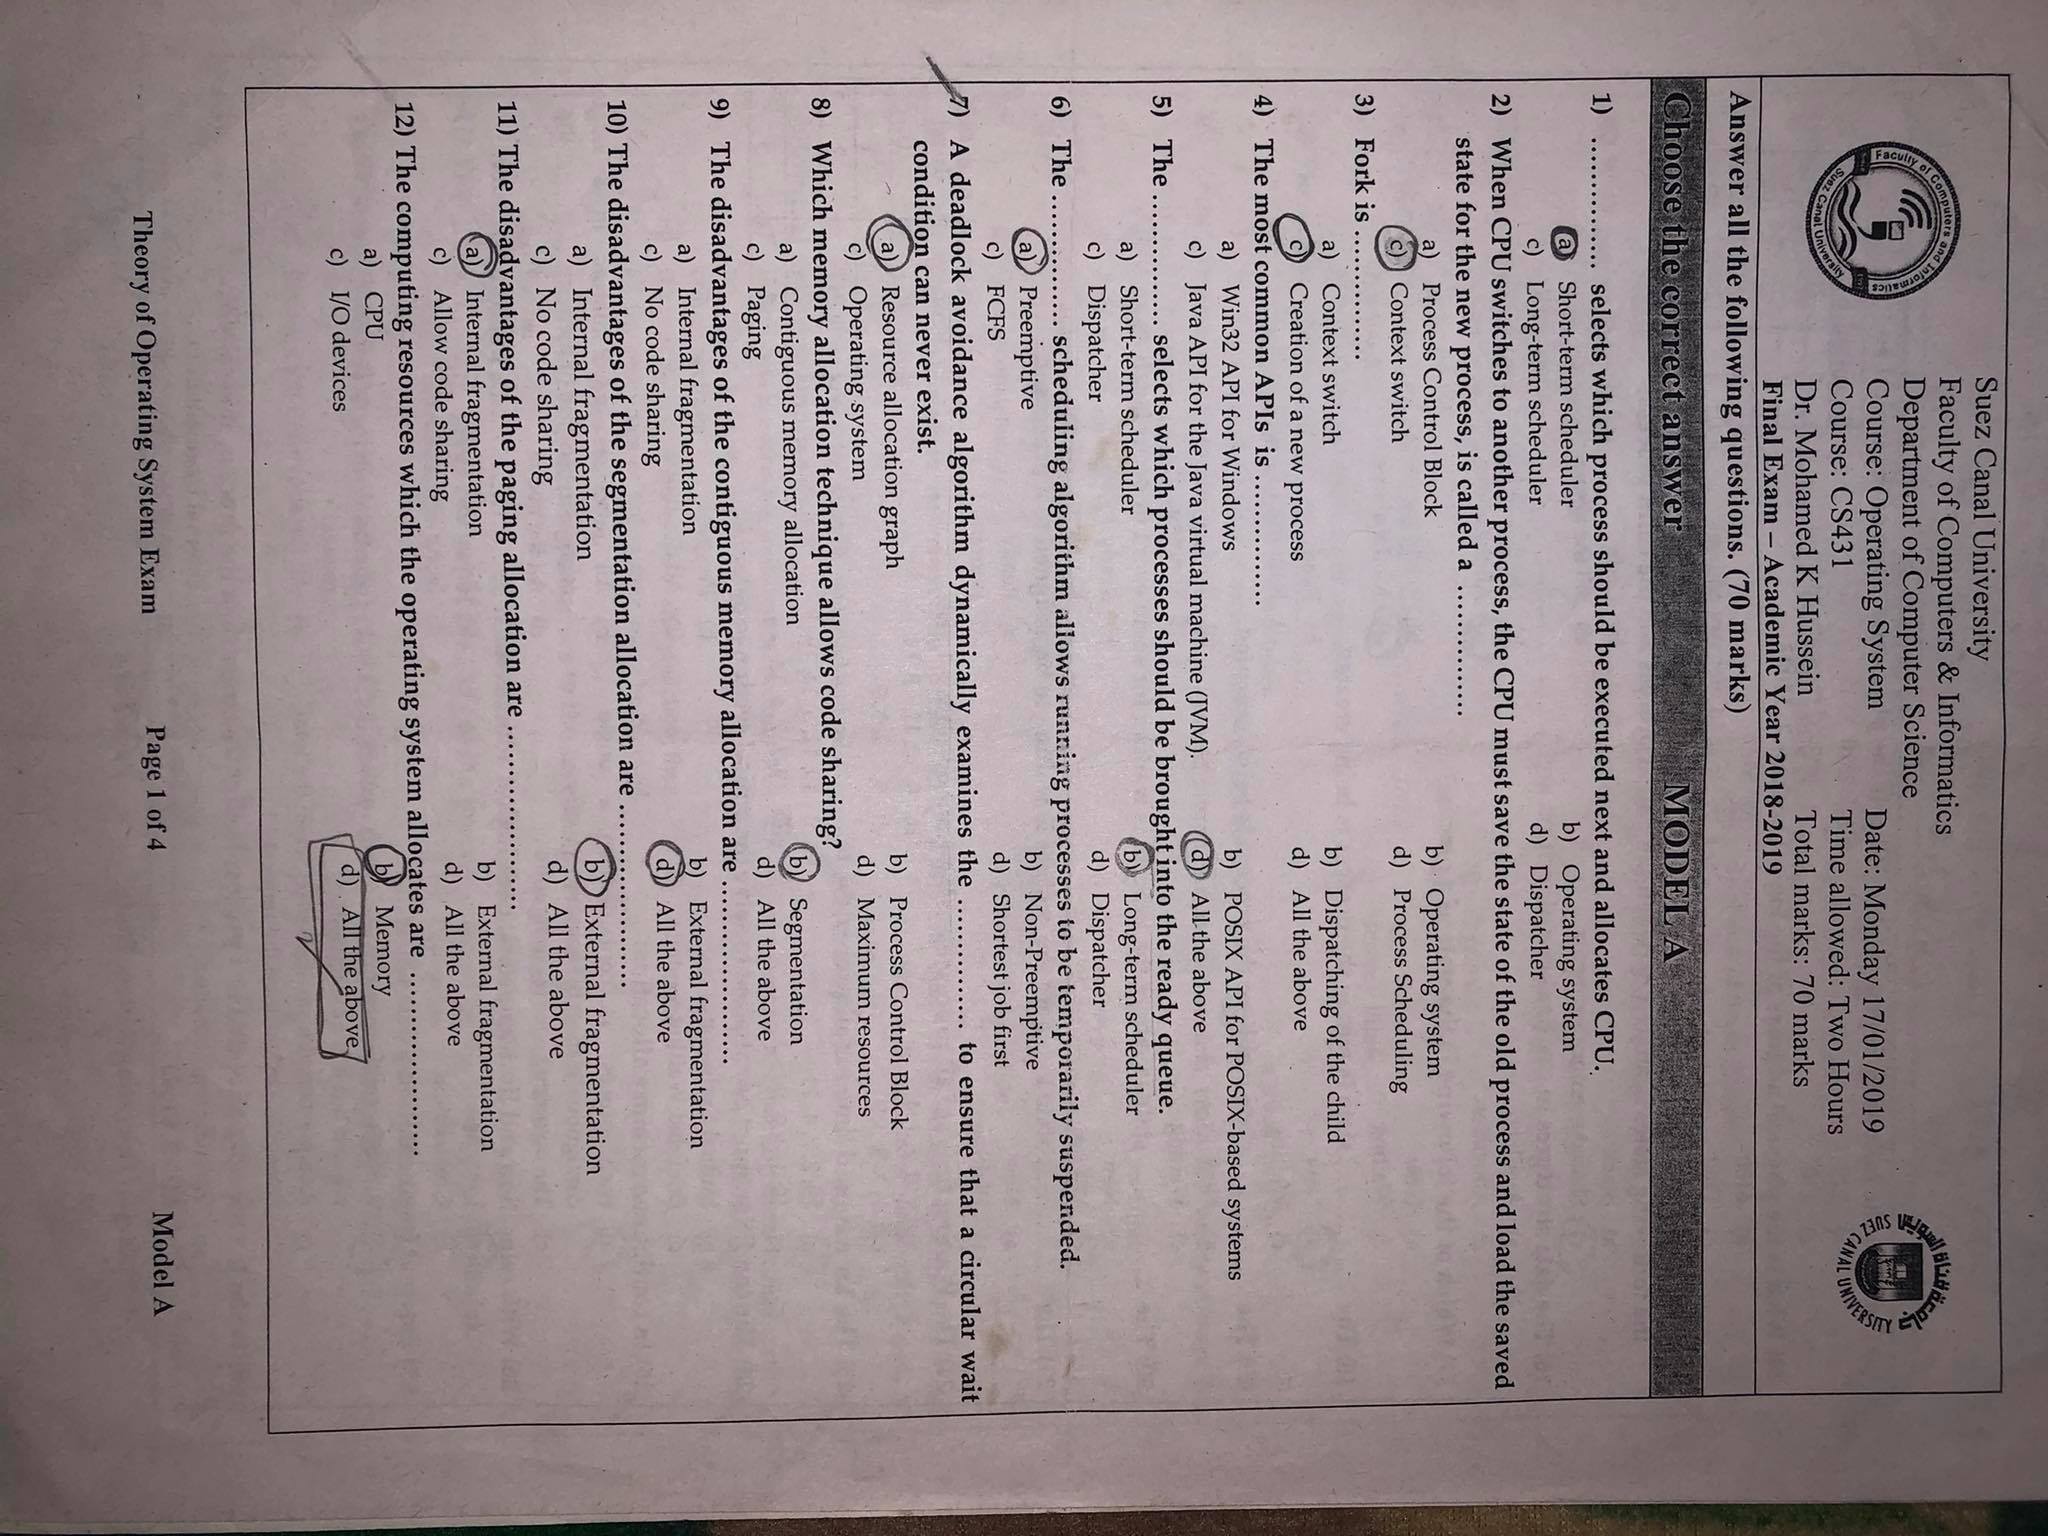 Suez Canal University
Faculty of Computers & Informatics
Department of Computer Science
Course: Operating System Date: Monday 17/01/2019
Course: CS431 Time allowed: Two Hours
Dr. Mohamed K Hussein Total marks: 70 marks
Final Exam – Academic Year 2018-2019
Faculty of Computers and Informatics
Suez Canal University
جامعة قناة السويس
SUEZ CANAL UNIVERSITY
Answer all the following questions. (70 marks)
Choose the correct answer MODEL A
1) ............... selects which process should be executed next and allocates CPU.
a) Short-term scheduler b) Operating system
c) Long-term scheduler d) Dispatcher
2) When CPU switches to another process, the CPU must save the state of the old process and load the saved
state for the new process, is called a ...............
a) Process Control Block b) Operating system
c) Context switch d) Process Scheduling
3) Fork is ...............
a) Context switch b) Dispatching of the child
c) Creation of a new process d) All the above
4) The most common APIs is ...............
a) Win32 API for Windows b) POSIX API for POSIX-based systems
c) Java API for the Java virtual machine (JVM). d) All the above
5) The ............... selects which processes should be brought into the ready queue.
a) Short-term scheduler b) Long-term scheduler
c) Dispatcher d) Dispatcher
6) The ............... scheduling algorithm allows running processes to be temporarily suspended.
a) Preemptive b) Non-Preemptive
c) FCFS d) Shortest job first
7) A deadlock avoidance algorithm dynamically examines the ............... to ensure that a circular wait
condition can never exist.
a) Resource allocation graph b) Process Control Block
c) Operating system d) Maximum resources
8) Which memory allocation technique allows code sharing?
a) Contiguous memory allocation b) Segmentation
c) Paging d) All the above
9) The disadvantages of the contiguous memory allocation are .....................
a) Internal fragmentation b) External fragmentation
c) No code sharing d) All the above
10) The disadvantages of the segmentation allocation are .....................
a) Internal fragmentation b) External fragmentation
c) No code sharing d) All the above
11) The disadvantages of the paging allocation are .....................
a) Internal fragmentation b) External fragmentation
c) Allow code sharing d) All the above
12) The computing resources which the operating system allocates are .....................
a) CPU b) Memory
c) I/O devices d) All the above
Theory of Operating System Exam Page 1 of 4 Model A